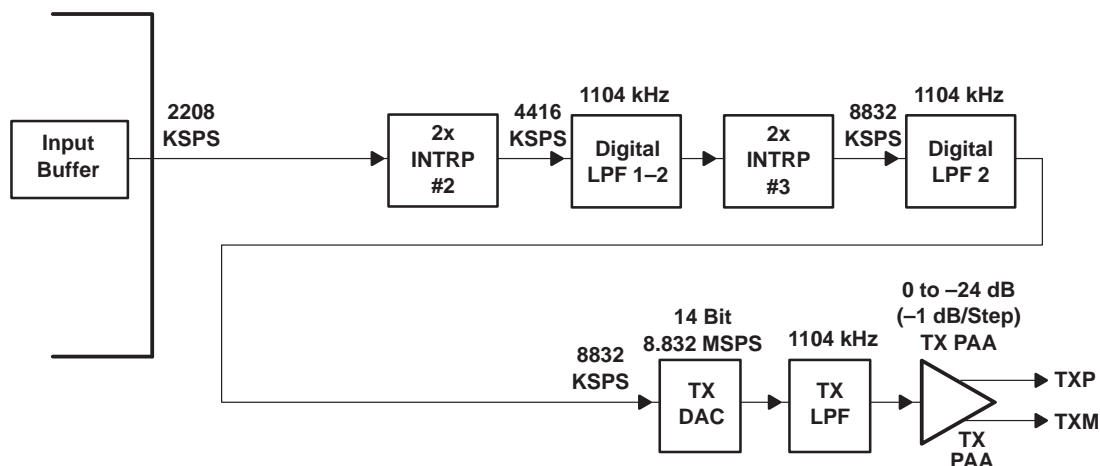 Input
Buffer
2208
KSPS
2x
INTRP
#2
4416
KSPS
1104 kHz
Digital
LPF 1–2
2x
INTRP
#3
8832
KSPS
1104 kHz
Digital
LPF 2
8832
KSPS
14 Bit
8.832 MSPS
TX
DAC
1104 kHz
TX
LPF
0 to –24 dB
(–1 dB/Step)
TX PAA
TXP
TXM
TX
PAA